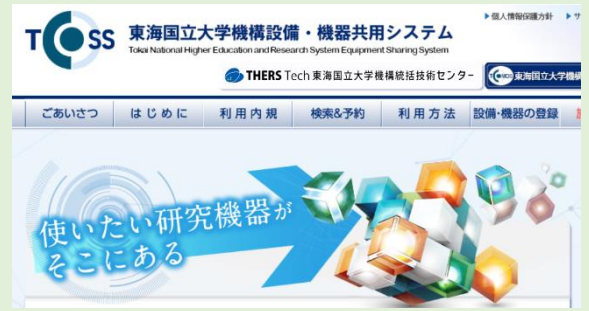 ▶個人情報保護方針 ▶サ
TCOSS 東海国立大学機構設備・機器共用システム
Tokai National Higher Education and Research System Equipment Sharing System
THERS Tech 東海国立大学機構統括技術センター
東海国立大学機
ごあいさつ はじめに 利用内規 検索&予約 利用方法 設備・機器の登録
使いたい研究機器が
そこにある